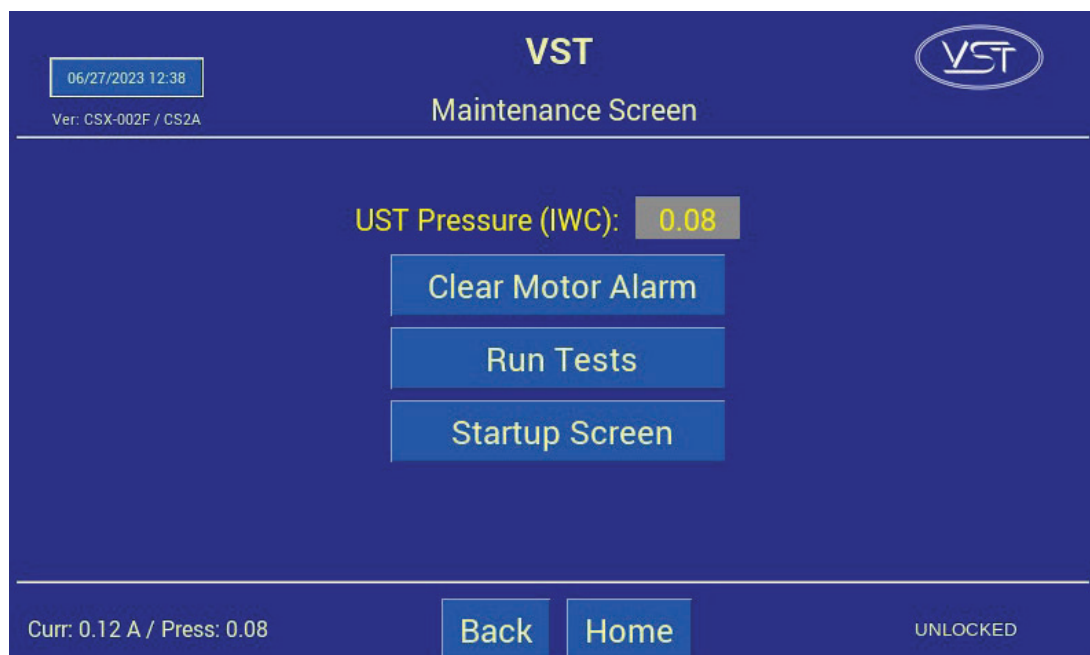 VST
VST
06/27/2023 12:38
Ver: CSX-002F / CS2A
Maintenance Screen
UST Pressure (IWC): 0.08
Clear Motor Alarm
Run Tests
Startup Screen
Curr: 0.12 A / Press: 0.08
Back
Home
UNLOCKED